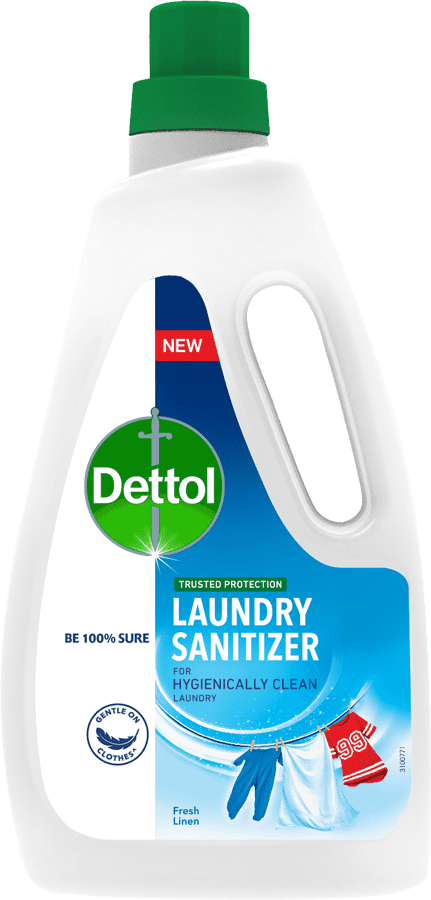 NEW
Dettol
TRUSTED PROTECTION
LAUNDRY
SANITIZER
BE 100% SURE
FOR
HYGIENICALLY CLEAN
LAUNDRY
GENTLE ON
CLOTHES^
99
3100771
Fresh
Linen